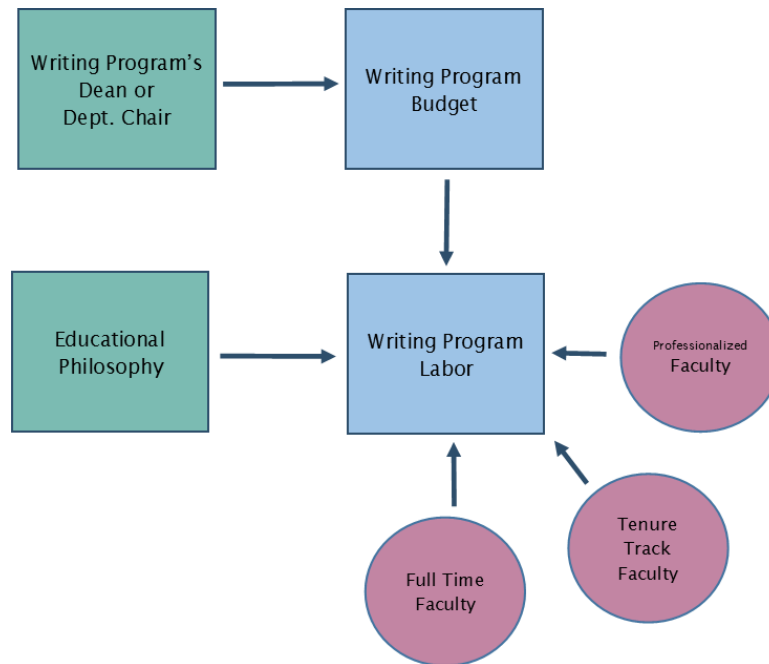 Writing Program's
Dean or
Dept. Chair
Writing Program
Budget
Educational
Philosophy
Writing Program
Labor
Professionalized
Faculty
Tenure
Track
Faculty
Full Time
Faculty